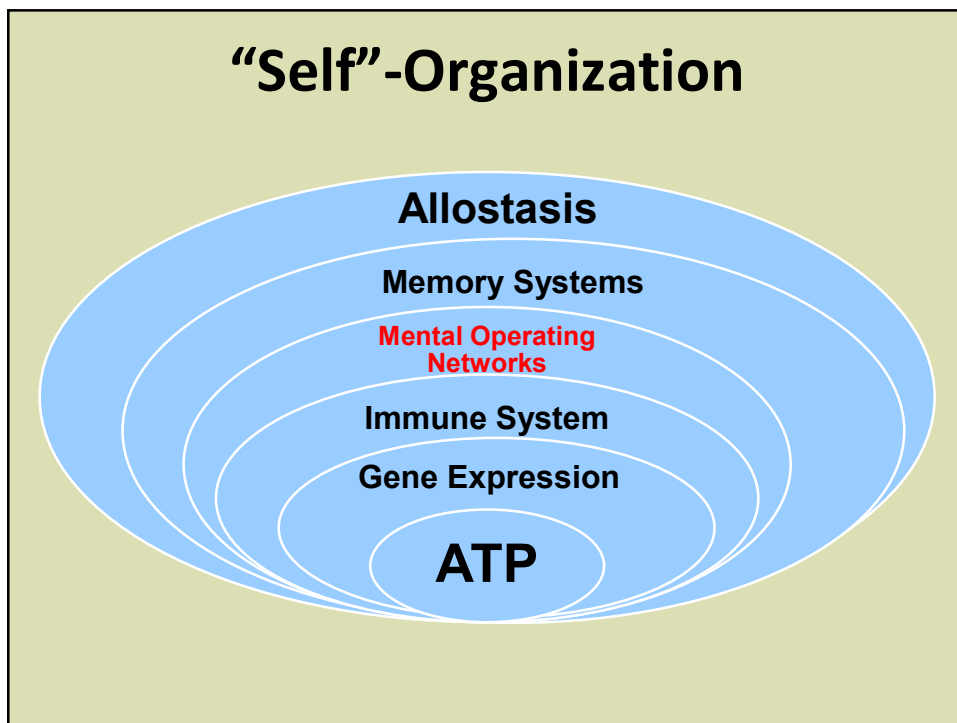 “Self”-Organization
Allostasis
Memory Systems
Mental Operating
Networks
Immune System
Gene Expression
ATP